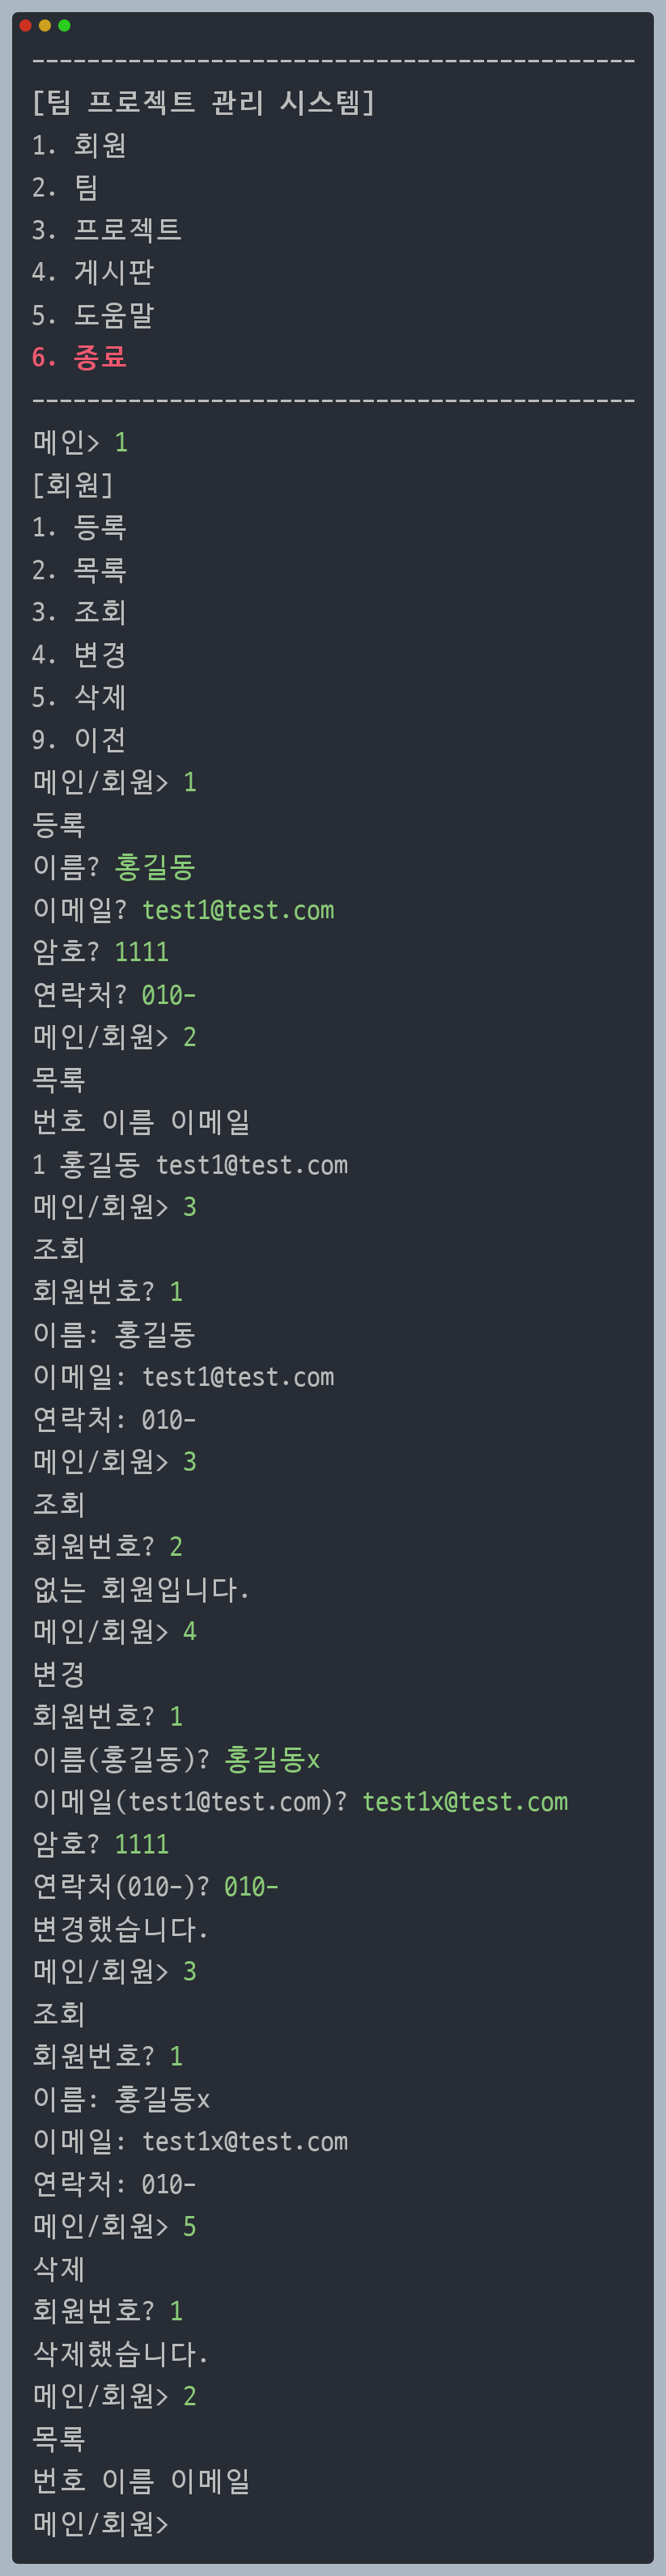 --------------------------------------------
[팀 프로젝트 관리 시스템]
1. 회원
2. 팀
3. 프로젝트
4. 게시판
5. 도움말
6. 종료
--------------------------------------------
메인> 1
[회원]
1. 등록
2. 목록
3. 조회
4. 변경
5. 삭제
9. 이전
메인/회원> 1
등록
이름? 홍길동
이메일? test1@test.com
암호? 1111
연락처? 010-
메인/회원> 2
목록
번호 이름 이메일
1 홍길동 test1@test.com
메인/회원> 3
조회
회원번호? 1
이름: 홍길동
이메일: test1@test.com
연락처: 010-
메인/회원> 3
조회
회원번호? 2
없는 회원입니다.
메인/회원> 4
변경
회원번호? 1
이름(홍길동)? 홍길동x
이메일(test1@test.com)? test1x@test.com
암호? 1111
연락처(010-)? 010-
변경했습니다.
메인/회원> 3
조회
회원번호? 1
이름: 홍길동x
이메일: test1x@test.com
연락처: 010-
메인/회원> 5
삭제
회원번호? 1
삭제했습니다.
메인/회원> 2
목록
번호 이름 이메일
메인/회원>